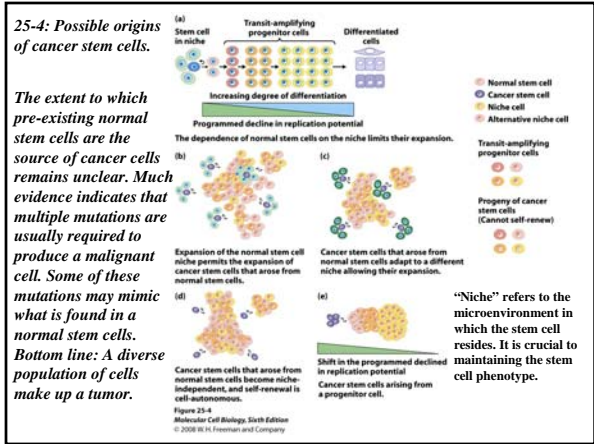 25-4: Possible origins
of cancer stem cells.
The extent to which
pre-existing normal
stem cells are the
source of cancer cells
remains unclear. Much
evidence indicates that
multiple mutations are
usually required to
produce a malignant
cell. Some of these
mutations may mimic
what is found in a
normal stem cells.
Bottom line: A diverse
population of cells
make up a tumor.
(a)
Stem cell
in niche
Transit-amplifying
progenitor cells
Differentiated
cells
Increasing degree of differentiation
Programmed decline in replication potential
The dependence of normal stem cells on the niche limits their expansion.
(b)
Expansion of the normal stem cell
niche permits the expansion of
cancer stem cells that arose from
normal stem cells.
(c)
Cancer stem cells that arose from
normal stem cells adapt to a different
niche allowing their expansion.
(d)
Cancer stem cells that arose from
normal stem cells become niche-
independent, and self-renewal is
cell-autonomous.
(e)
Shift in the programmed declined
in replication potential
Cancer stem cells arising from
a progenitor cell.
Figure 25-4
Molecular Cell Biology, Sixth Edition
© 2008 W. H. Freeman and Company
Normal stem cell
Cancer stem cell
Niche cell
Alternative niche cell
Transit-amplifying
progenitor cells
Progeny of cancer
stem cells
(Cannot self-renew)
“Niche” refers to the
microenvironment in
which the stem cell
resides. It is crucial to
maintaining the stem
cell phenotype.